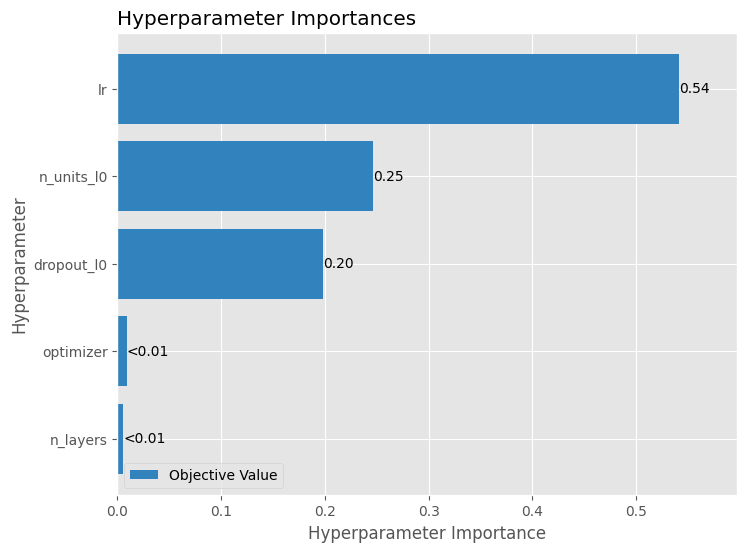 Hyperparameter Importances
Hyperparameter
lr
0.54
n_units_l0
0.25
dropout_l0
0.20
optimizer
<0.01
n_layers
<0.01
Objective Value
0.0 0.1 0.2 0.3 0.4 0.5
Hyperparameter Importance